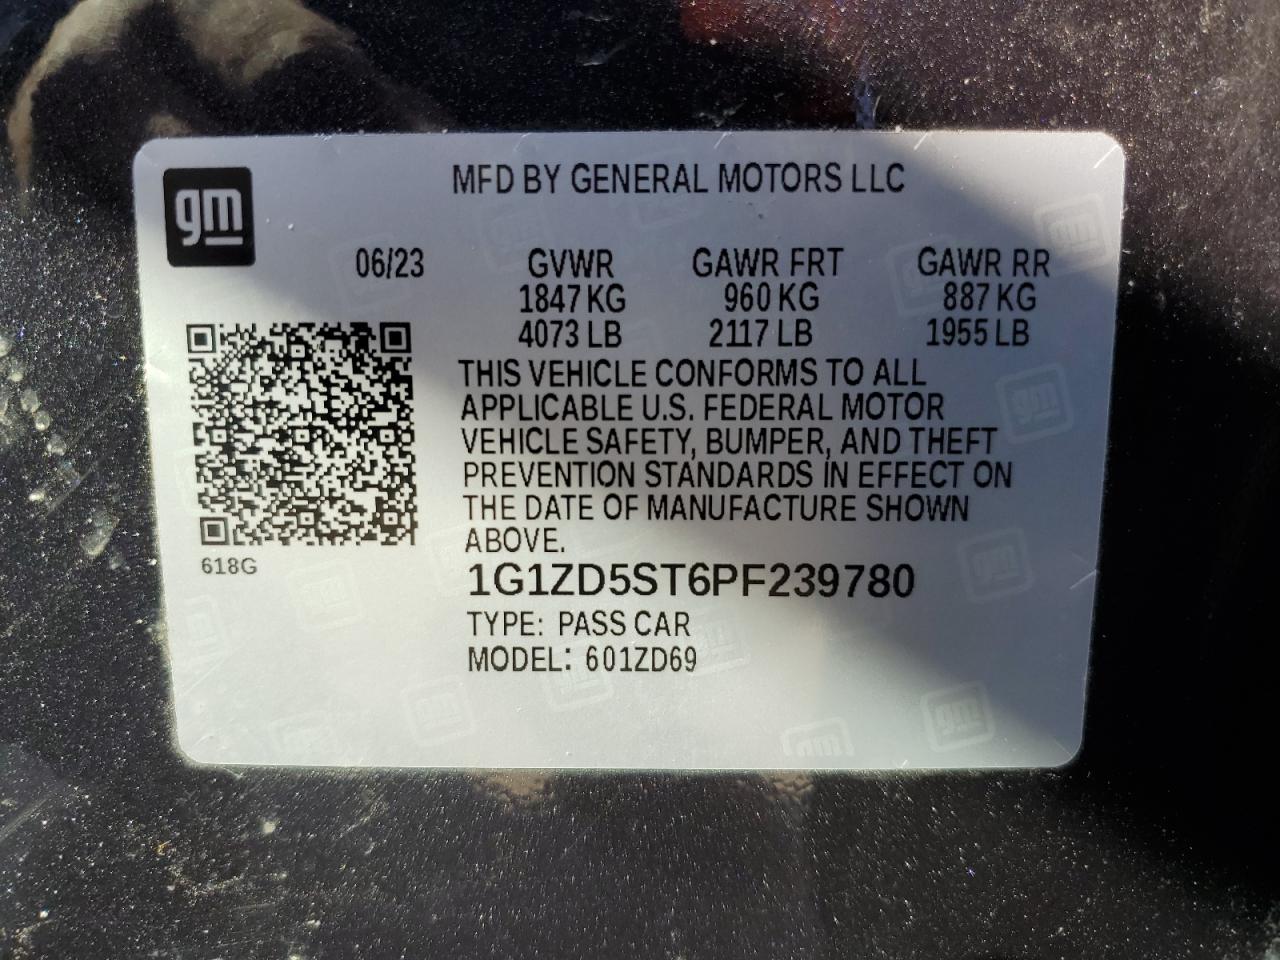 gm
MFD BY GENERAL MOTORS LLC
06/23 GVWR GAWR FRT GAWR RR
1847 KG 960 KG 887 KG
4073 LB 2117 LB 1955 LB
THIS VEHICLE CONFORMS TO ALL
APPLICABLE U.S. FEDERAL MOTOR
VEHICLE SAFETY, BUMPER, AND THEFT
PREVENTION STANDARDS IN EFFECT ON
THE DATE OF MANUFACTURE SHOWN
ABOVE.
618G
1G1ZD5ST6PF239780
TYPE: PASS CAR
MODEL: 601ZD69